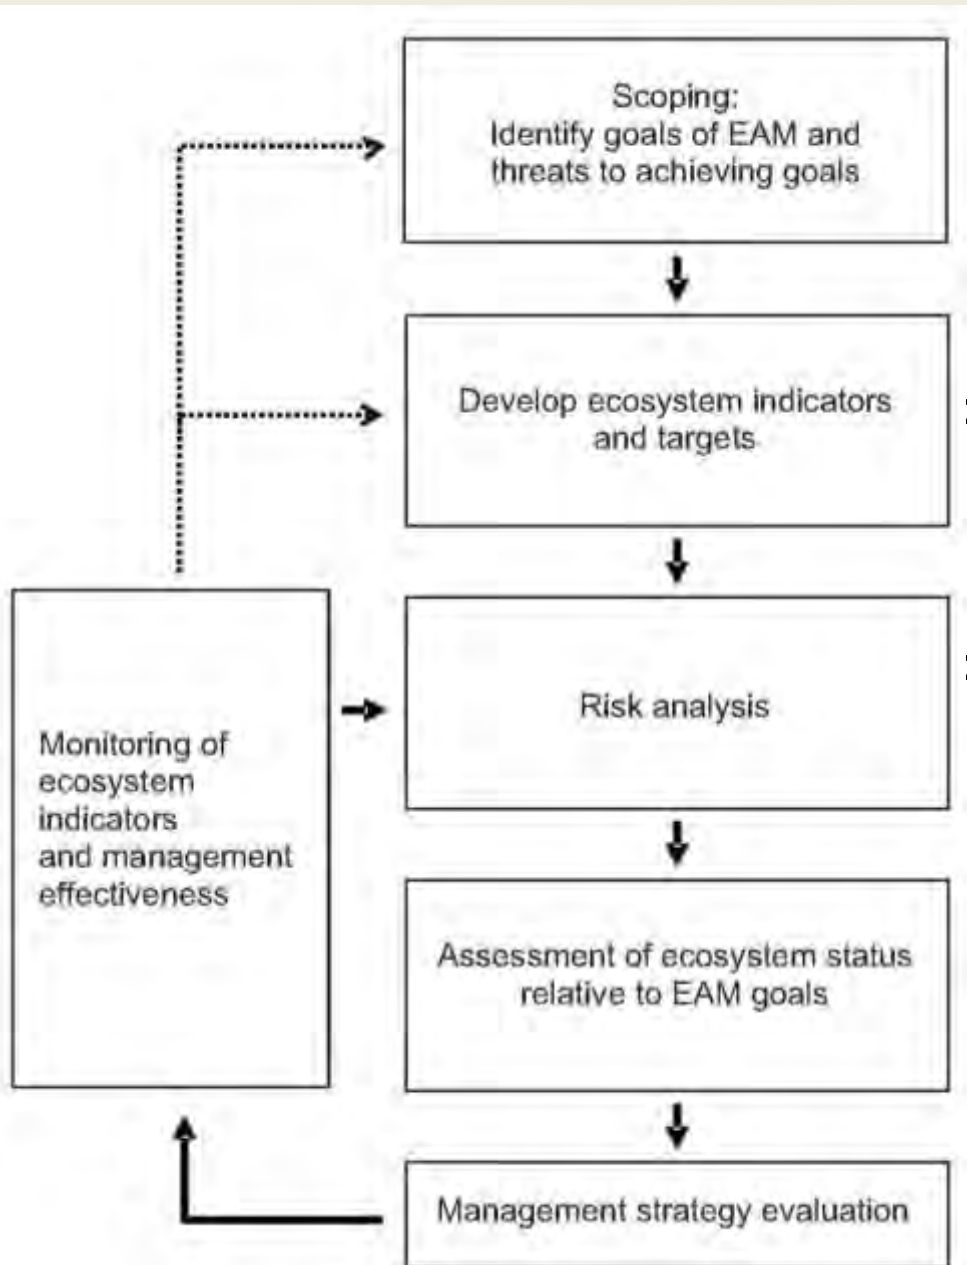 Scoping:
Identify goals of EAM and
threats to achieving goals
Develop ecosystem indicators
and targets
Risk analysis
Monitoring of
ecosystem
indicators
and management
effectiveness
Assessment of ecosystem status
relative to EAM goals
Management strategy evaluation